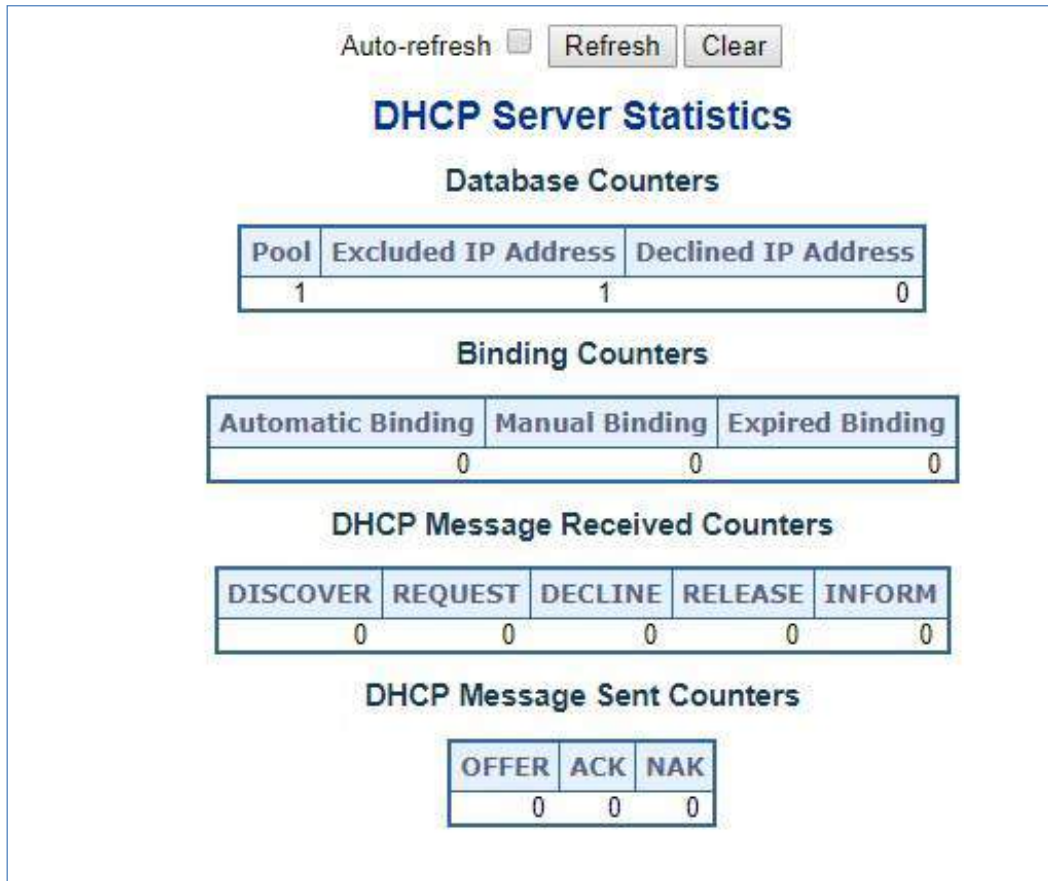 Auto-refresh Refresh Clear
DHCP Server Statistics
Database Counters
Pool Excluded IP Address Declined IP Address
1 1 0
Binding Counters
Automatic Binding Manual Binding Expired Binding
0 0 0
DHCP Message Received Counters
DISCOVER REQUEST DECLINE RELEASE INFORM
0 0 0 0 0
DHCP Message Sent Counters
OFFER ACK NAK
0 0 0